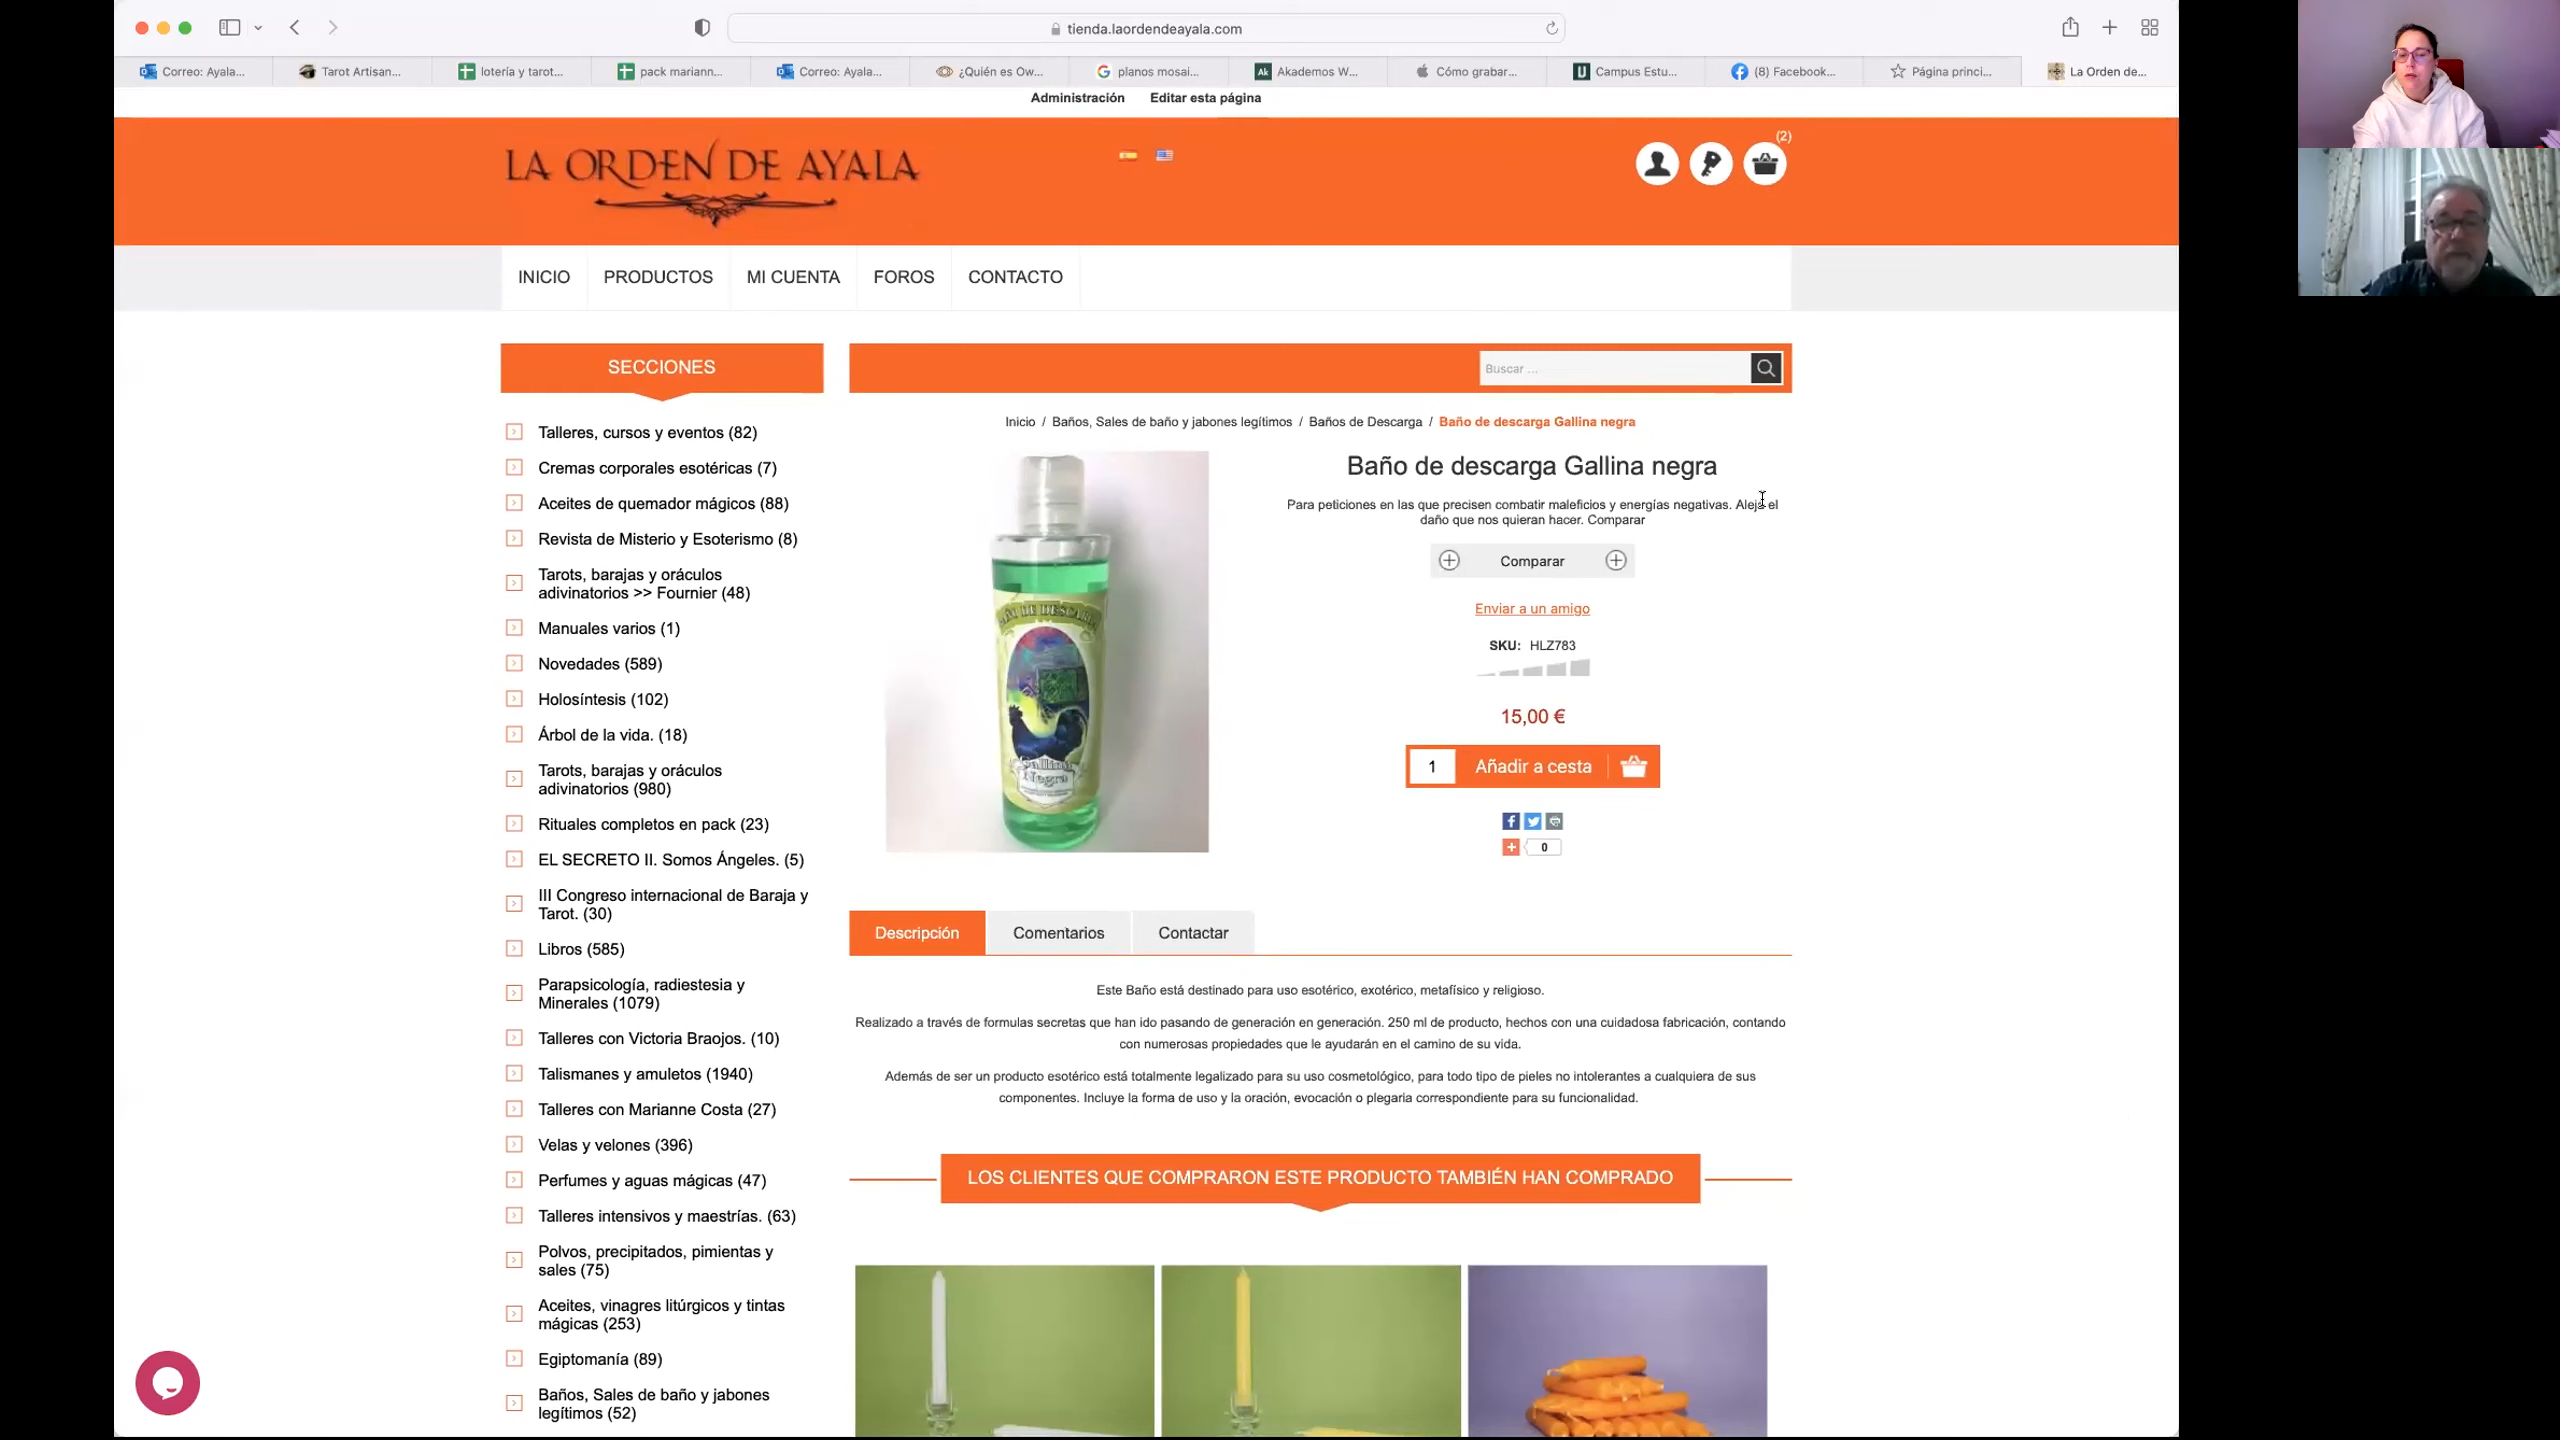 tienda.laordendeayala.com
Correo: Ayala...
Tarot Artisan...
lotería y tarot...
pack mariann...
Correo: Ayala...
¿Quién es Ow...
planos mosai...
Akademos W...
Cómo grabar...
Campus Estu...
(8) Facebook...
Página princi...
La Orden de...
Administración
Editar esta página
LA ORDEN DE AYALA
(2)
INICIO
PRODUCTOS
MI CUENTA
FOROS
CONTACTO
SECCIONES
Talleres, cursos y eventos (82)
Cremas corporales esotéricas (7)
Aceites de quemador mágicos (88)
Revista de Misterio y Esoterismo (8)
Tarots, barajas y oráculos
adivinatorios >> Fournier (48)
Manuales varios (1)
Novedades (589)
Holosíntesis (102)
Árbol de la vida. (18)
Tarots, barajas y oráculos
adivinatorios (980)
Rituales completos en pack (23)
EL SECRETO II. Somos Ángeles. (5)
III Congreso internacional de Baraja y
Tarot. (30)
Libros (585)
Parapsicología, radiestesia y
Minerales (1079)
Talleres con Victoria Braojos. (10)
Talismanes y amuletos (1940)
Talleres con Marianne Costa (27)
Velas y velones (396)
Perfumes y aguas mágicas (47)
Talleres intensivos y maestrías. (63)
Polvos, precipitados, pimientas y
sales (75)
Aceites, vinagres litúrgicos y tintas
mágicas (253)
Egiptomanía (89)
Baños, Sales de baño y jabones
legítimos (52)
Buscar ...
Inicio / Baños, Sales de baño y jabones legítimos / Baños de Descarga / Baño de descarga Gallina negra
Gallina
Negra
Baño de descarga Gallina negra
Para peticiones en las que precisen combatir maleficios y energías negativas. Aleja el
daño que nos quieran hacer. Comparar
Comparar
Enviar a un amigo
SKU: HLZ783
15,00 €
1
Añadir a cesta
0
Descripción
Comentarios
Contactar
Este Baño está destinado para uso esotérico, exotérico, metafísico y religioso.
Realizado a través de formulas secretas que han ido pasando de generación en generación. 250 ml de producto, hechos con una cuidadosa fabricación, contando
con numerosas propiedades que le ayudarán en el camino de su vida.
Además de ser un producto esotérico está totalmente legalizado para su uso cosmetológico, para todo tipo de pieles no intolerantes a cualquiera de sus
componentes. Incluye la forma de uso y la oración, evocación o plegaria correspondiente para su funcionalidad.
LOS CLIENTES QUE COMPRARON ESTE PRODUCTO TAMBIÉN HAN COMPRADO